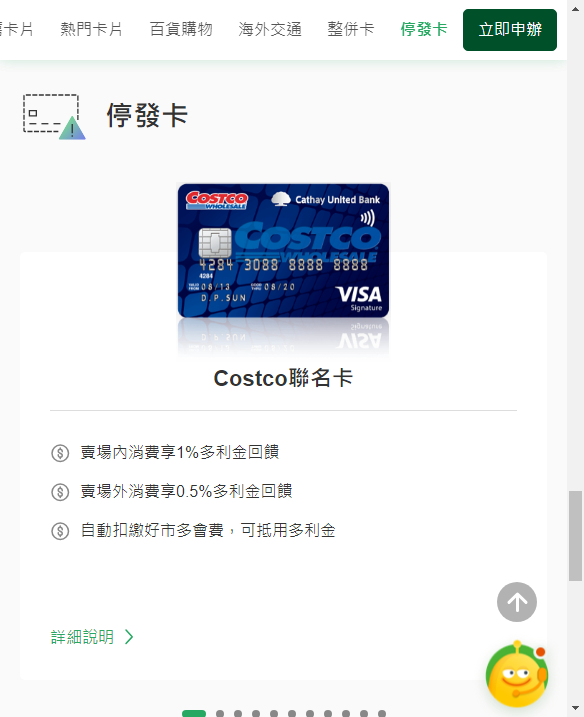 卡片 熱門卡片 百貨購物 海外交通 整併卡 停發卡 立即申辦
停發卡
COSTCO WHOLESALE Cathay United Bank
COSTCO
WHOLESALE
4284 3088 8888 8888
4284
VALID FROM 08/13 GOOD THRU 08/20
D.P.SUN
VISA
Signature
Costco聯名卡
賣場內消費享1%多利金回饋
賣場外消費享0.5%多利金回饋
自動扣繳好市多會費，可抵用多利金
詳細說明